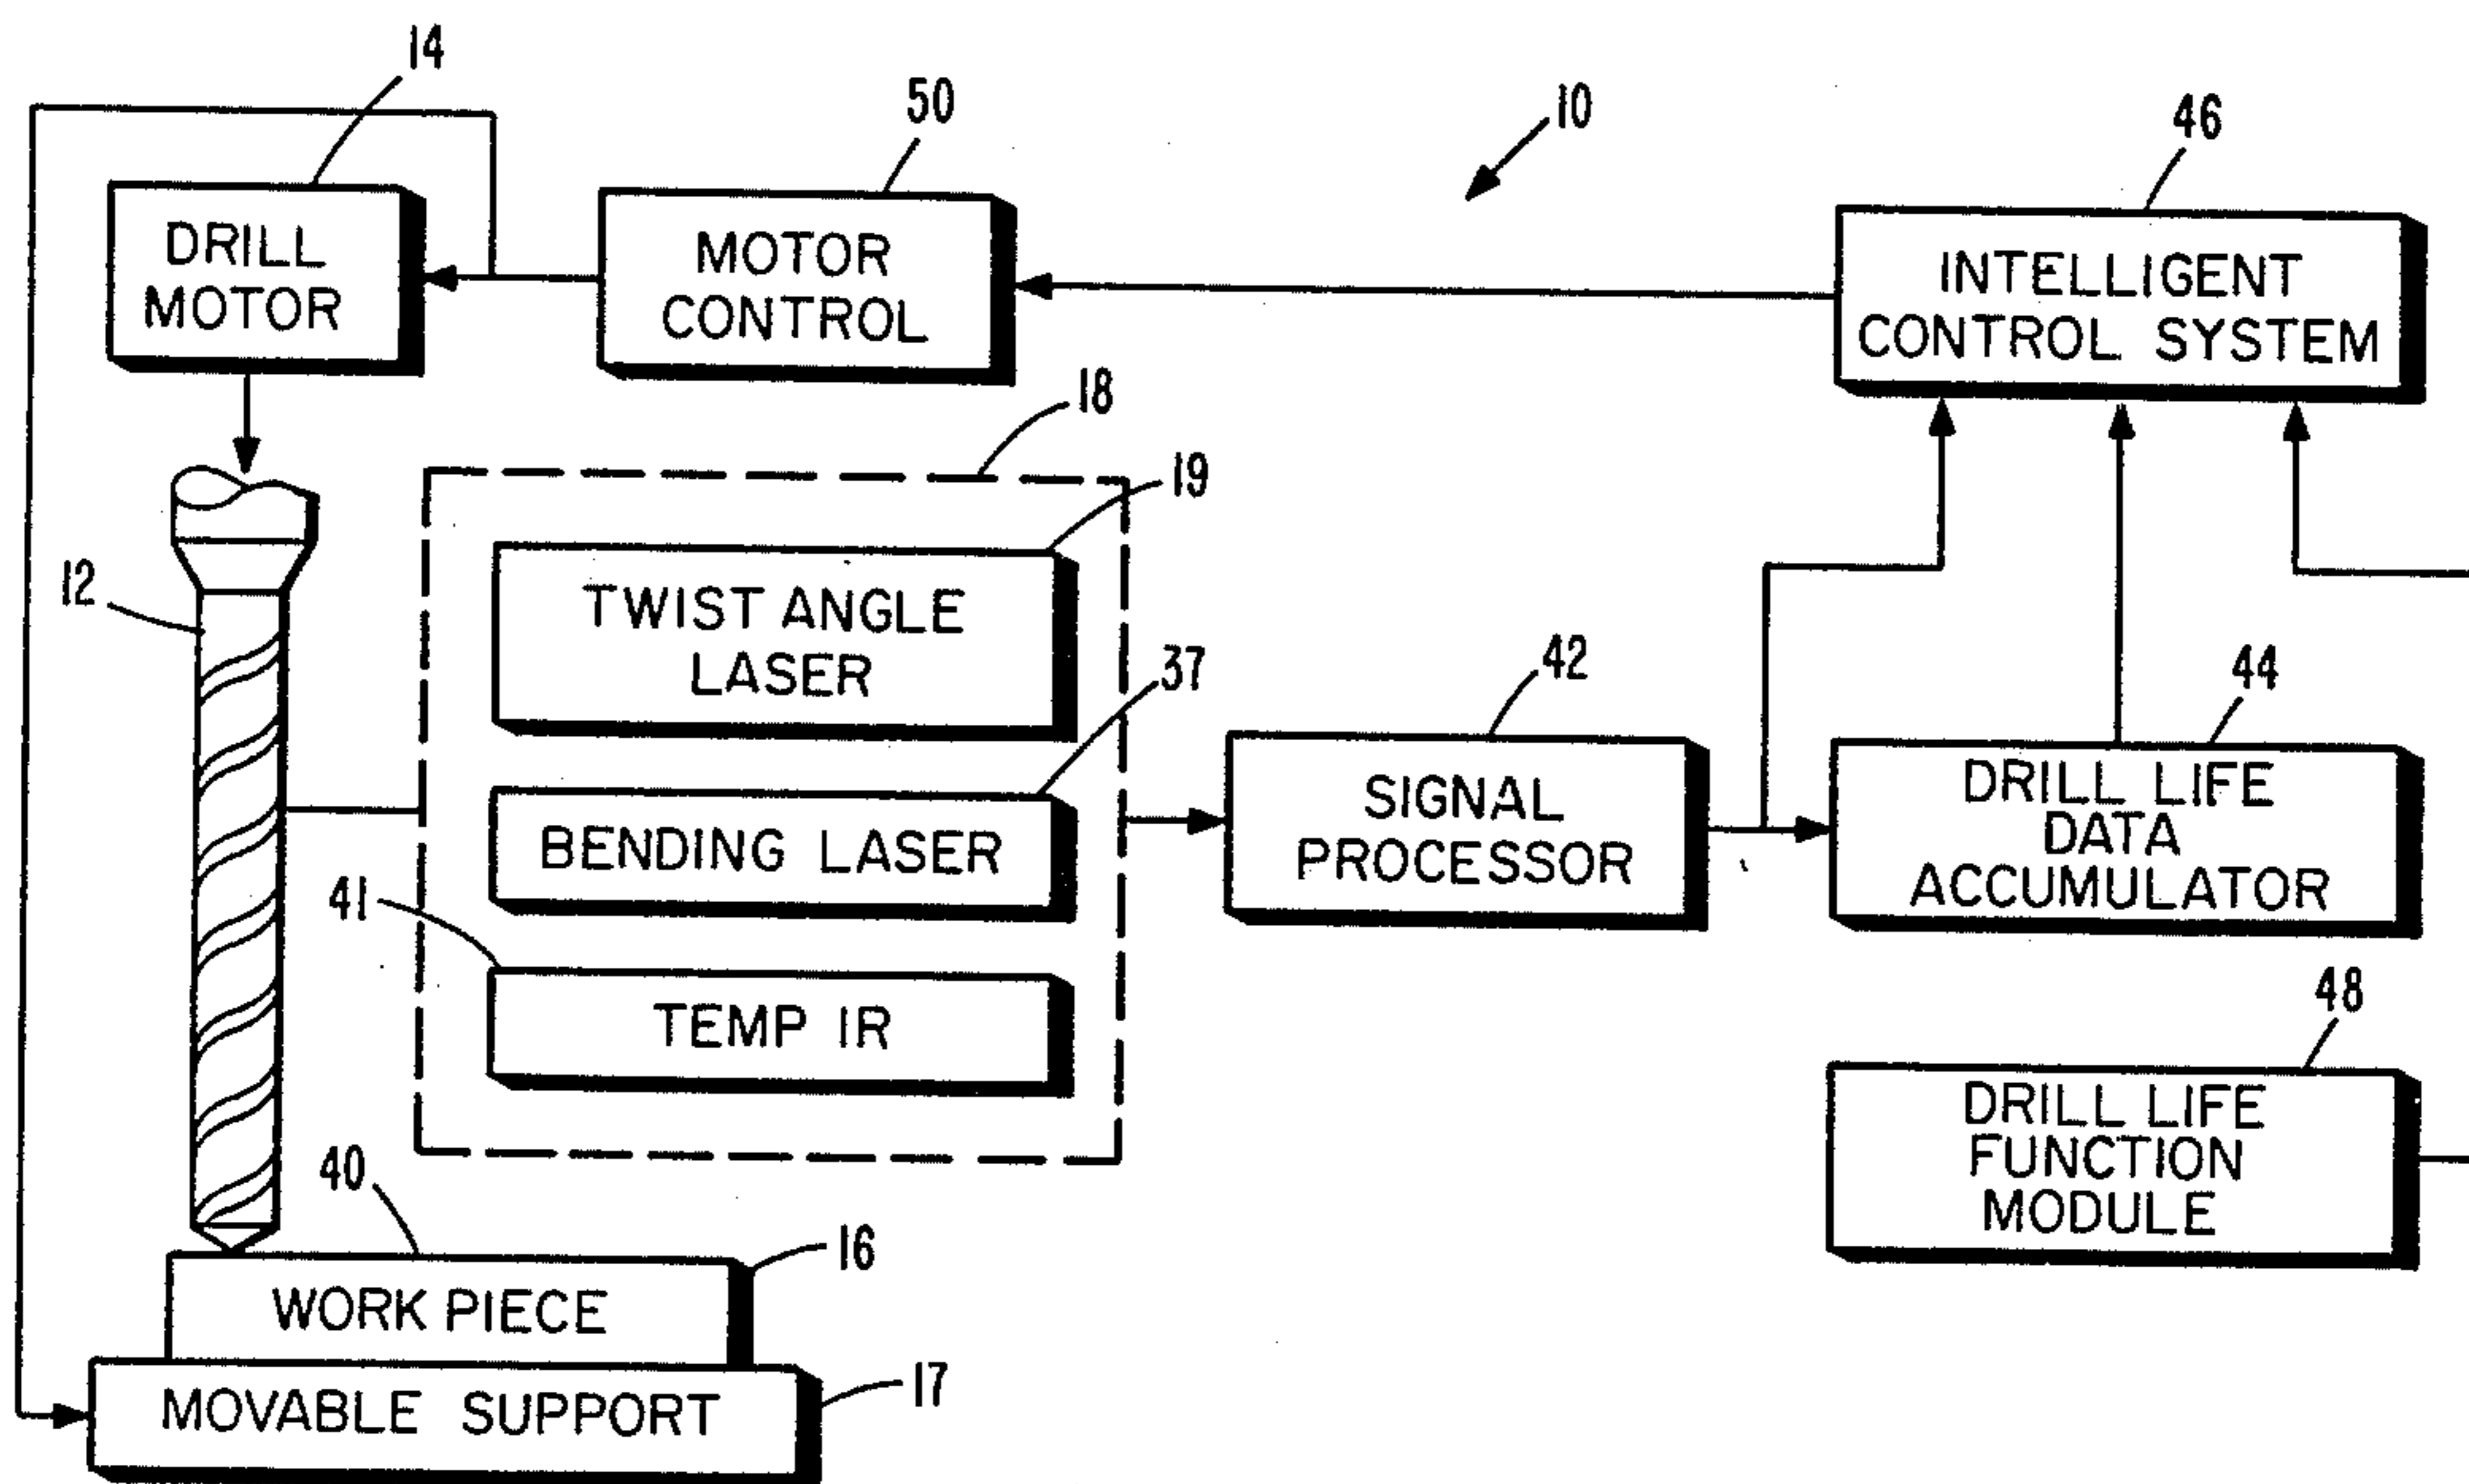 14
50
10
46
DRILL
MOTOR
MOTOR
CONTROL
INTELLIGENT
CONTROL SYSTEM
18
19
12
TWIST ANGLE
LASER
37
42
44
BENDING LASER
SIGNAL
PROCESSOR
DRILL LIFE
DATA
ACCUMULATOR
41
TEMP IR
48
DRILL LIFE
FUNCTION
MODULE
40
16
WORK PIECE
17
MOVABLE SUPPORT